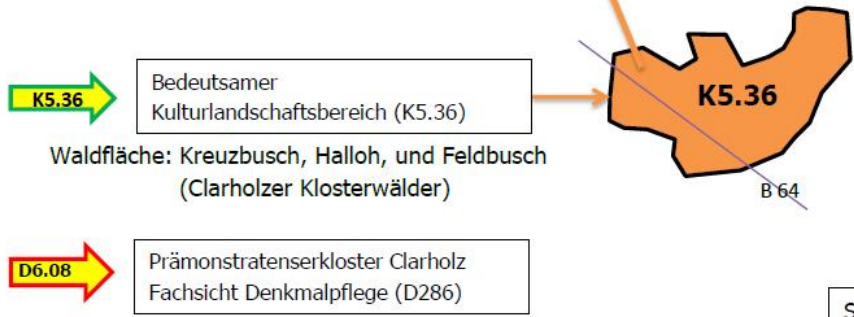 K5.36
Bedeutsamer
Kulturlandschaftsbereich (K5.36)
K5.36
Waldfläche: Kreuzbusch, Halloh, und Feldbusch
(Clarholzer Klosterwälder)
B 64
D6.08
Prämonstratenserkloster Clarholz
Fachsicht Denkmalpflege (D286)